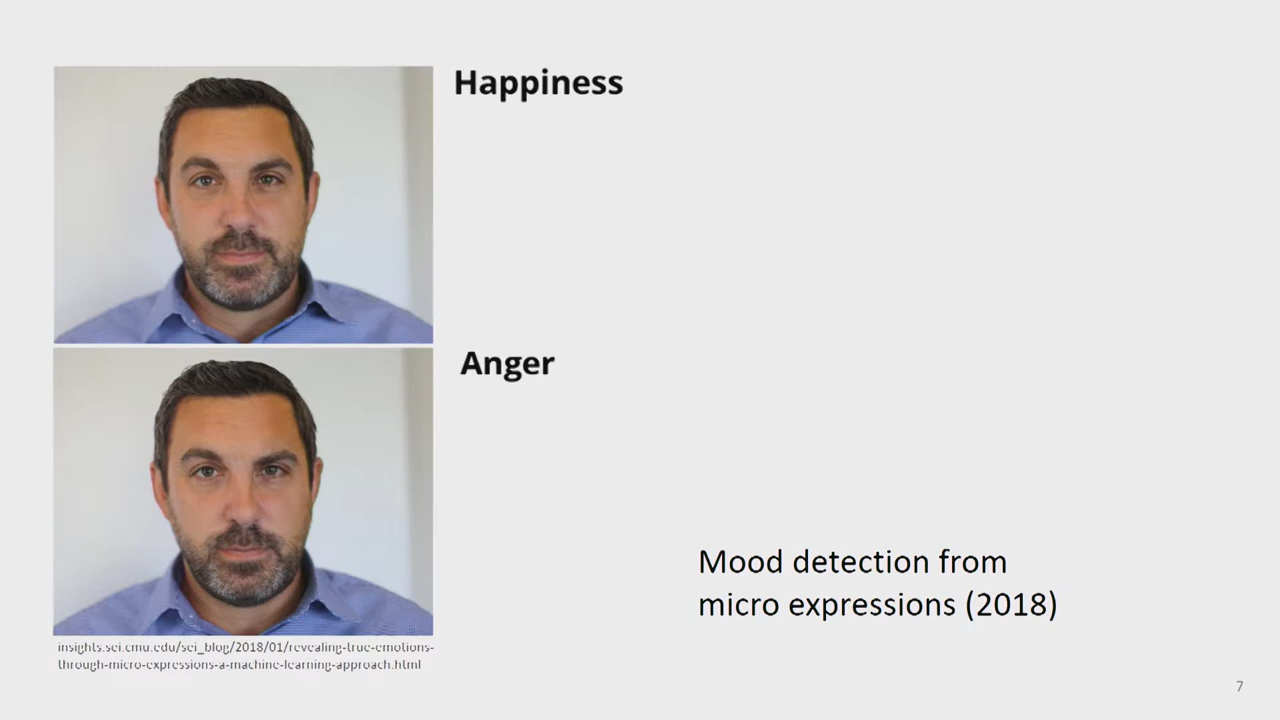 Happiness
Anger
Mood detection from
micro expressions (2018)
insights.sei.cmu.edu/sei_blog/2018/01/revealing-true-emotions-
through-micro-expressions-a-machine-learning-approach.html
7